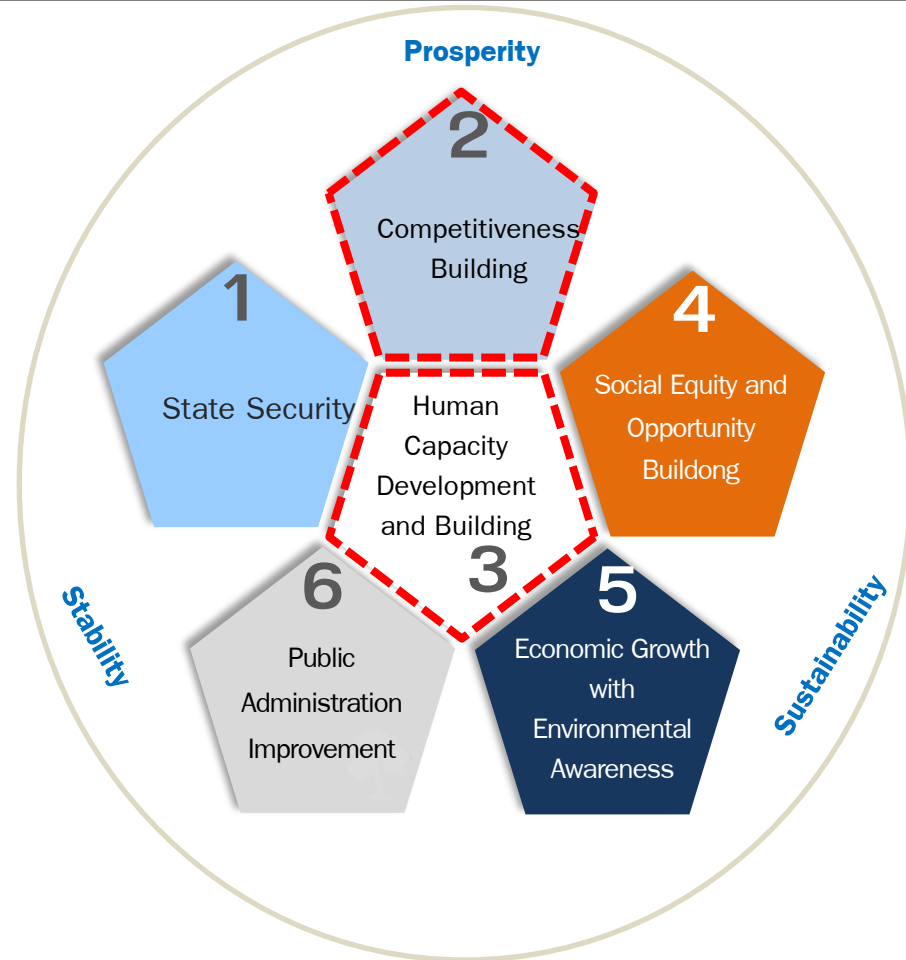 Prosperity
2
Competitiveness
Building
1
State Security
4
Social Equity and
Opportunity
Buildong
Human
Capacity
Development
and Building
3
6
Public
Administration
Improvement
5
Economic Growth
with
Environmental
Awareness
Stability
Sustainability